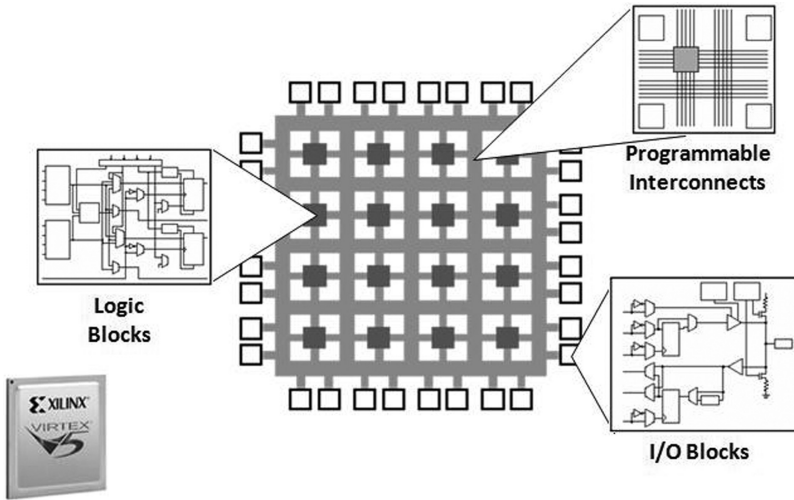 Programmable
Interconnects
Logic
Blocks
XILINX
VIRTEX
5
I/O Blocks